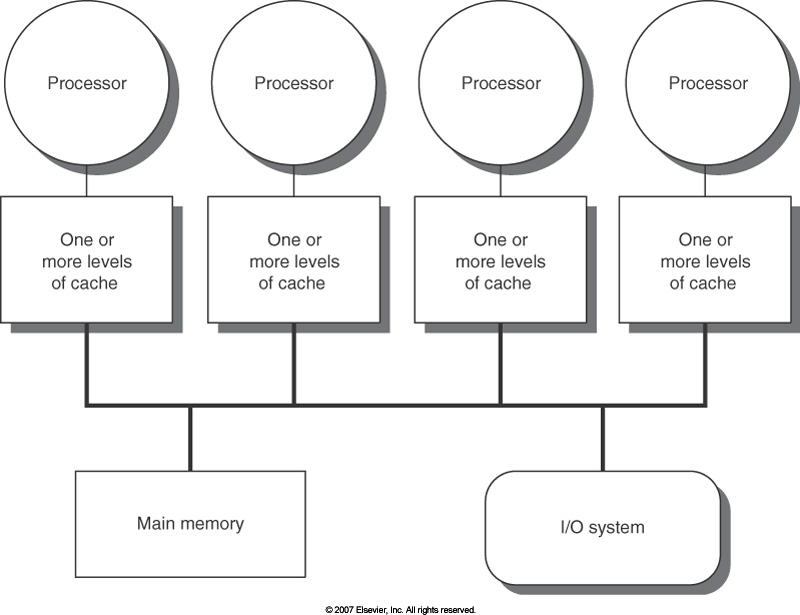 Processor
Processor
Processor
Processor
One or
more levels
of cache
One or
more levels
of cache
One or
more levels
of cache
One or
more levels
of cache
Main memory
I/O system
© 2007 Elsevier, Inc. All rights reserved.